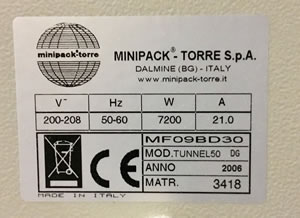 minipack-torre
MINIPACK® - TORRE S.p.A.
DALMINE (BG) - ITALY
www.minipack-torre.it
V~ Hz W A
200-208 50-60 7200 21.0
MF09BD30
MOD. TUNNEL50 DG
ANNO 2006
MATR. 3418
CE
MADE IN ITALY